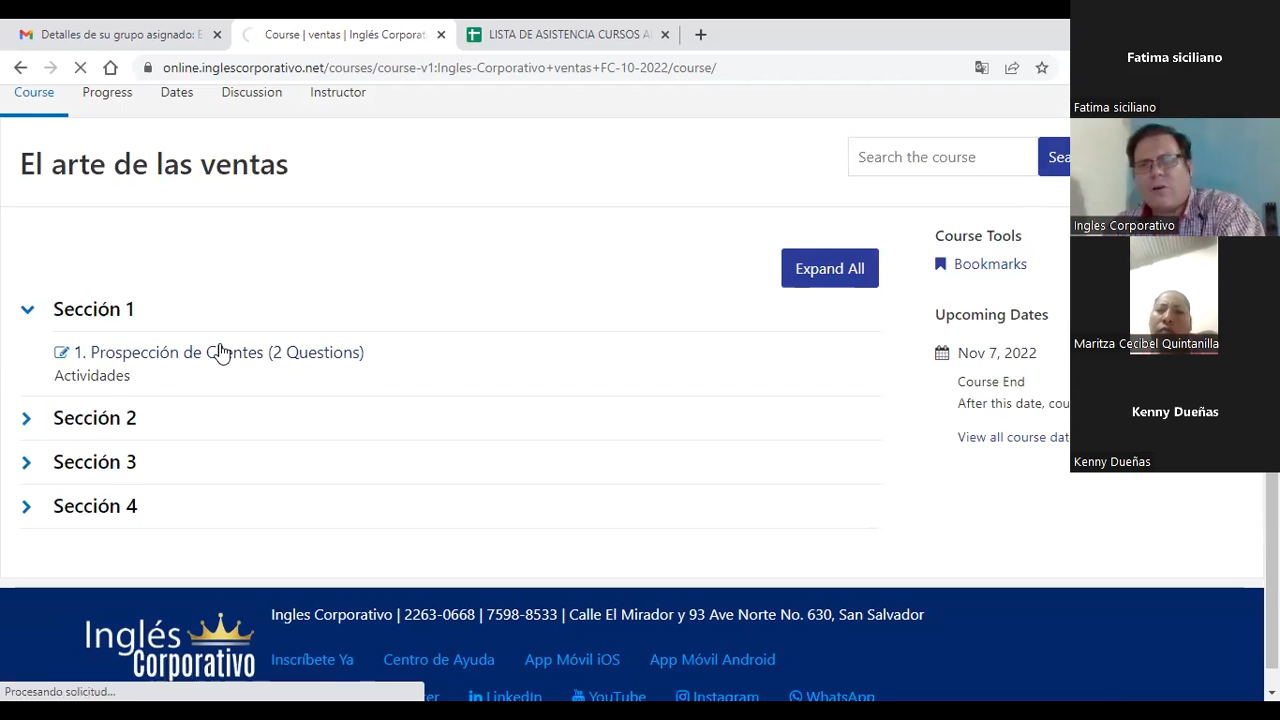 Detalles de su grupo asignado: E
Course | ventas | Inglés Corporat
LISTA DE ASISTENCIA CURSOS A
online.inglescorporativo.net/courses/course-v1:Ingles-Corporativo+ventas+FC-10-2022/course/
Course
Progress
Dates
Discussion
Instructor
El arte de las ventas
Search the course
Sea
Expand All
Sección 1
1. Prospección de Clientes (2 Questions)
Actividades
Sección 2
Sección 3
Sección 4
Course Tools
Bookmarks
Upcoming Dates
Nov 7, 2022
Course End
After this date, cou
View all course dat
Fatima siciliano
Fatima siciliano
Ingles Corporativo
Maritza Cecibel Quintanilla
Kenny Dueñas
Kenny Dueñas
Inglés
Corporativo
Ingles Corporativo | 2263-0668 | 7598-8533 | Calle El Mirador y 93 Ave Norte No. 630, San Salvador
Inscríbete Ya
Centro de Ayuda
App Móvil iOS
App Móvil Android
Procesando solicitud...
ter
LinkedIn
YouTube
Instagram
WhatsApp